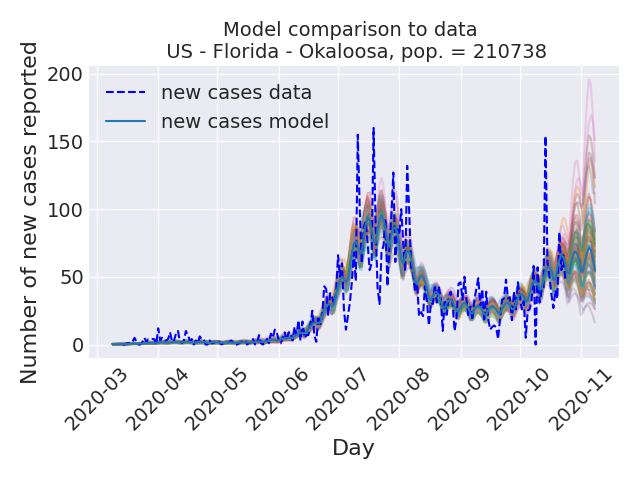 Model comparison to data
US - Florida - Okaloosa, pop. = 210738
Number of new cases reported
200
150
100
50
0
new cases data
new cases model
2020-03
2020-04
2020-05
2020-06
2020-07
2020-08
2020-09
2020-10
2020-11
Day